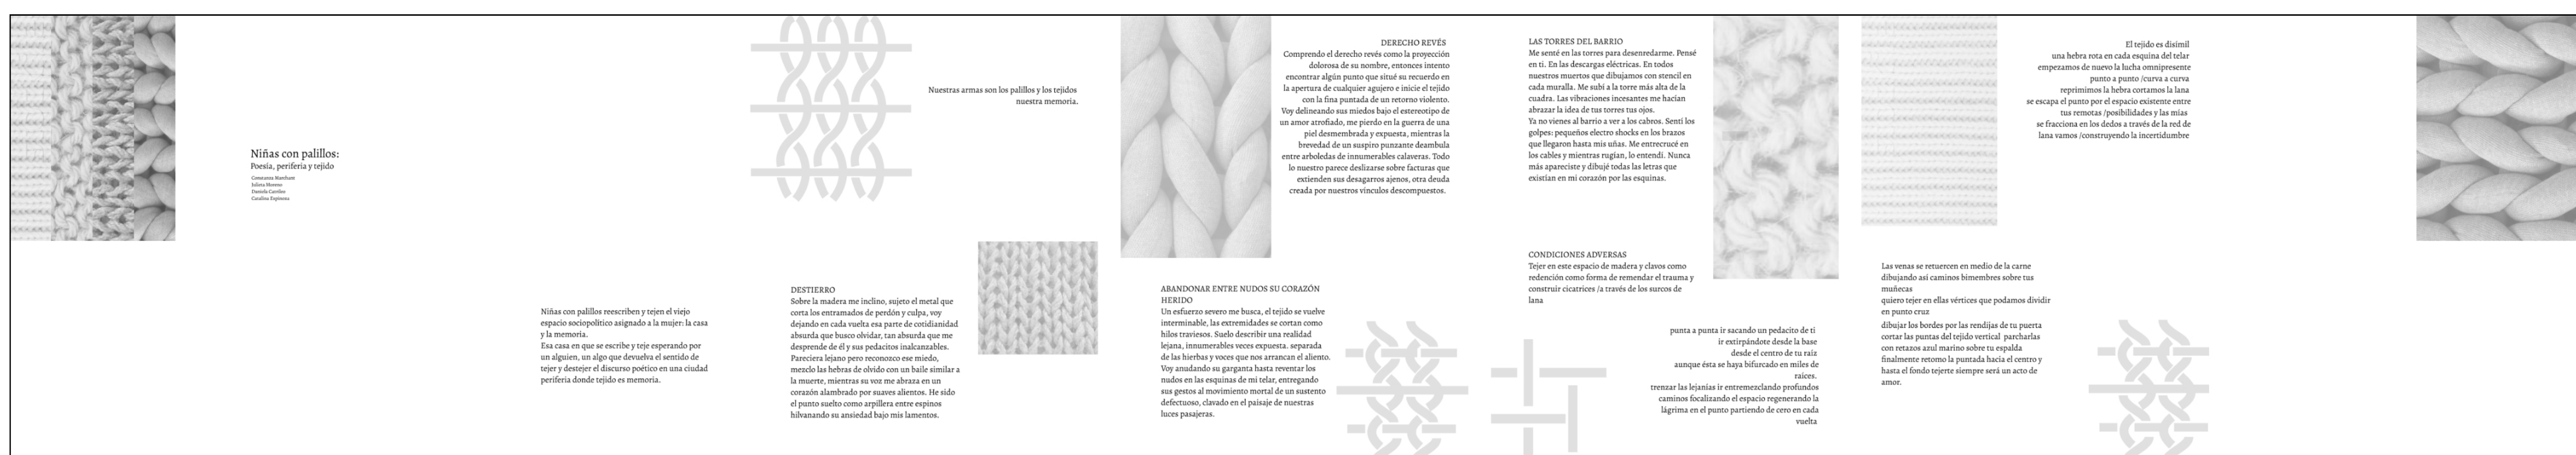 Niñas con palillos:
Poesía, periferia y tejido
Constanza Marchant
Julieta Moreno
Daniela Carreño
Catalina Espinoza
Niñas con palillos reescriben y tejen el viejo
espacio sociopolítico asignado a la mujer: la casa
y la memoria.
Esa casa en que se escribe y teje esperando por
un alguien, un algo que devuelva el sentido de
tejer y destejer el discurso poético en una ciudad
periferia donde tejido es memoria.
Nuestras armas son los palillos y los tejidos
nuestra memoria.
DESTIERRO
Sobre la madera me inclino, sujeto el metal que
corta los entramados de perdón y culpa, voy
dejando en cada vuelta esa parte de cotidianidad
absurda que busco olvidar, tan absurda que me
desprende de él y sus pedacitos inalcanzables.
Pareciera lejano pero reconozco ese miedo,
mezclo las hebras de olvido con un baile similar a
la muerte, mientras su voz me abraza en un
corazón alambrado por suaves alientos. He sido
el punto suelto como arpillera entre espinos
hilvanando su ansiedad bajo mis lamentos.
DERECHO REVÉS
Comprendo el derecho revés como la proyección
dolorosa de su nombre, entonces intento
encontrar algún punto que situé su recuerdo en
la apertura de cualquier agujero e inicie el tejido
con la fina puntada de un retorno violento.
Voy delineando sus miedos bajo el estereotipo de
un amor atrofiado, me pierdo en la guerra de una
piel desmembrada y expuesta, mientras la
brevedad de un suspiro punzante deambula
entre arboledas de innumerables calaveras. Todo
lo nuestro parece deslizarse sobre facturas que
extienden sus desagarros ajenos, otra deuda
creada por nuestros vínculos descompuestos.
ABANDONAR ENTRE NUDOS SU CORAZÓN
HERIDO
Un esfuerzo severo me busca, el tejido se vuelve
interminable, las extremidades se cortan como
hilos traviesos. Suelo describir una realidad
lejana, innumerables veces expuesta. separada
de las hierbas y voces que nos arrancan el aliento.
Voy anudando su garganta hasta reventar los
nudos en las esquinas de mi telar, entregando
sus gestos al movimiento mortal de un sustento
defectuoso, clavado en el paisaje de nuestras
luces pasajeras.
LAS TORRES DEL BARRIO
Me senté en las torres para desenredarme. Pensé
en ti. En las descargas eléctricas. En todos
nuestros muertos que dibujamos con stencil en
cada muralla. Me subí a la torre más alta de la
cuadra. Las vibraciones incesantes me hacían
abrazar la idea de tus torres tus ojos.
Ya no vienes al barrio a ver a los cabros. Sentí los
golpes: pequeños electro shocks en los brazos
que llegaron hasta mis uñas. Me entrecrucé en
los cables y mientras rugían, lo entendí. Nunca
más apareciste y dibujé todas las letras que
existían en mi corazón por las esquinas.
CONDICIONES ADVERSAS
Tejer en este espacio de madera y clavos como
redención como forma de remendar el trauma y
construir cicatrices /a través de los surcos de
lana
punta a punta ir sacando un pedacito de ti
ir extirpándote desde la base
desde el centro de tu raíz
aunque ésta se haya bifurcado en miles de
raíces.
trenzar las lejanías ir entremezclando profundos
caminos focalizando el espacio regenerando la
lágrima en el punto partiendo de cero en cada
vuelta
El tejido es disímil
una hebra rota en cada esquina del telar
empezamos de nuevo la lucha omnipresente
punto a punto /curva a curva
reprimimos la hebra cortamos la lana
se escapa el punto por el espacio existente entre
tus remotas /posibilidades y las mías
se fracciona en los dedos a través de la red de
lana vamos /construyendo la incertidumbre
Las venas se retuercen en medio de la carne
dibujando así caminos bimembres sobre tus
muñecas
quiero tejer en ellas vértices que podamos dividir
en punto cruz
dibujar los bordes por las rendijas de tu puerta
cortar las puntas del tejido vertical parcharlas
con retazos azul marino sobre tu espalda
finalmente retomo la puntada hacia el centro y
hasta el fondo tejerte siempre será un acto de
amor.